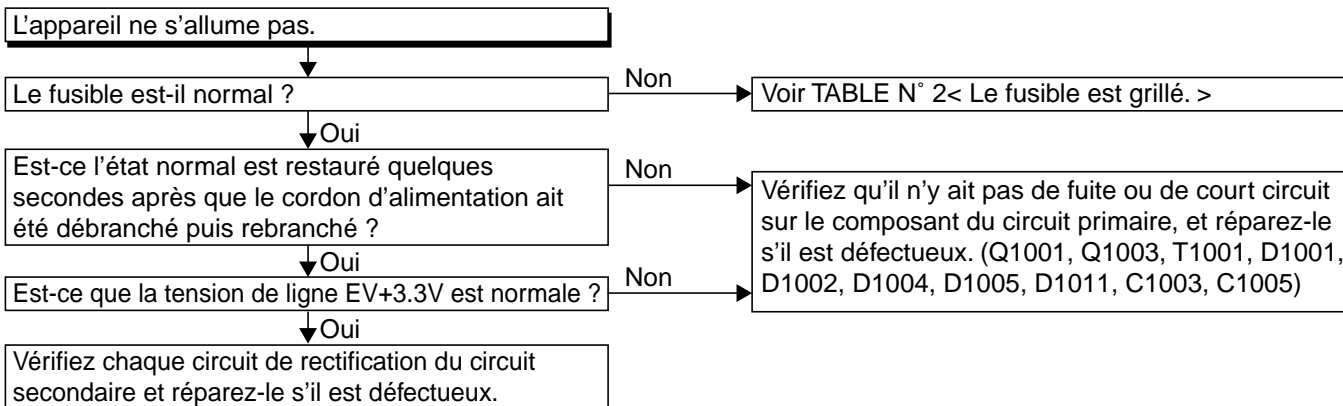 L'appareil ne s'allume pas.
Le fusible est-il normal ?
Non
Voir TABLE N˚ 2< Le fusible est grillé. >
Oui
Est-ce l'état normal est restauré quelques
secondes après que le cordon d'alimentation ait
été débranché puis rebranché ?
Non
Vérifiez qu'il n'y ait pas de fuite ou de court circuit
sur le composant du circuit primaire, et réparez-le
s'il est défectueux. (Q1001, Q1003, T1001, D1001,
D1002, D1004, D1005, D1011, C1003, C1005)
Oui
Est-ce que la tension de ligne EV+3.3V est normale ?
Non
Oui
Vérifiez chaque circuit de rectification du circuit
secondaire et réparez-le s'il est défectueux.